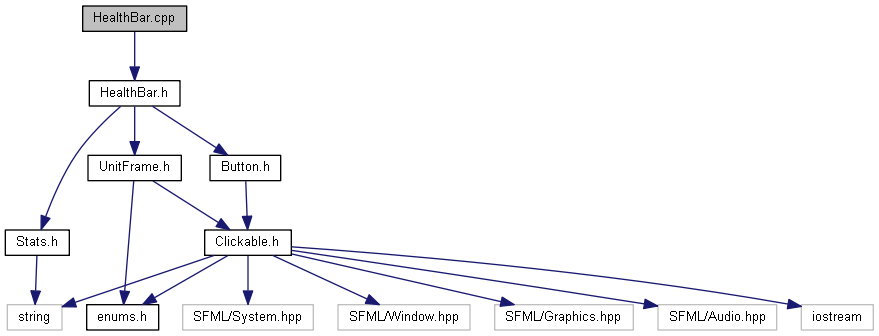 HealthBar.cpp
HealthBar.h
UnitFrame.h
Button.h
Stats.h
Clickable.h
string
enums.h
SFML/System.hpp
SFML/Window.hpp
SFML/Graphics.hpp
SFML/Audio.hpp
iostream